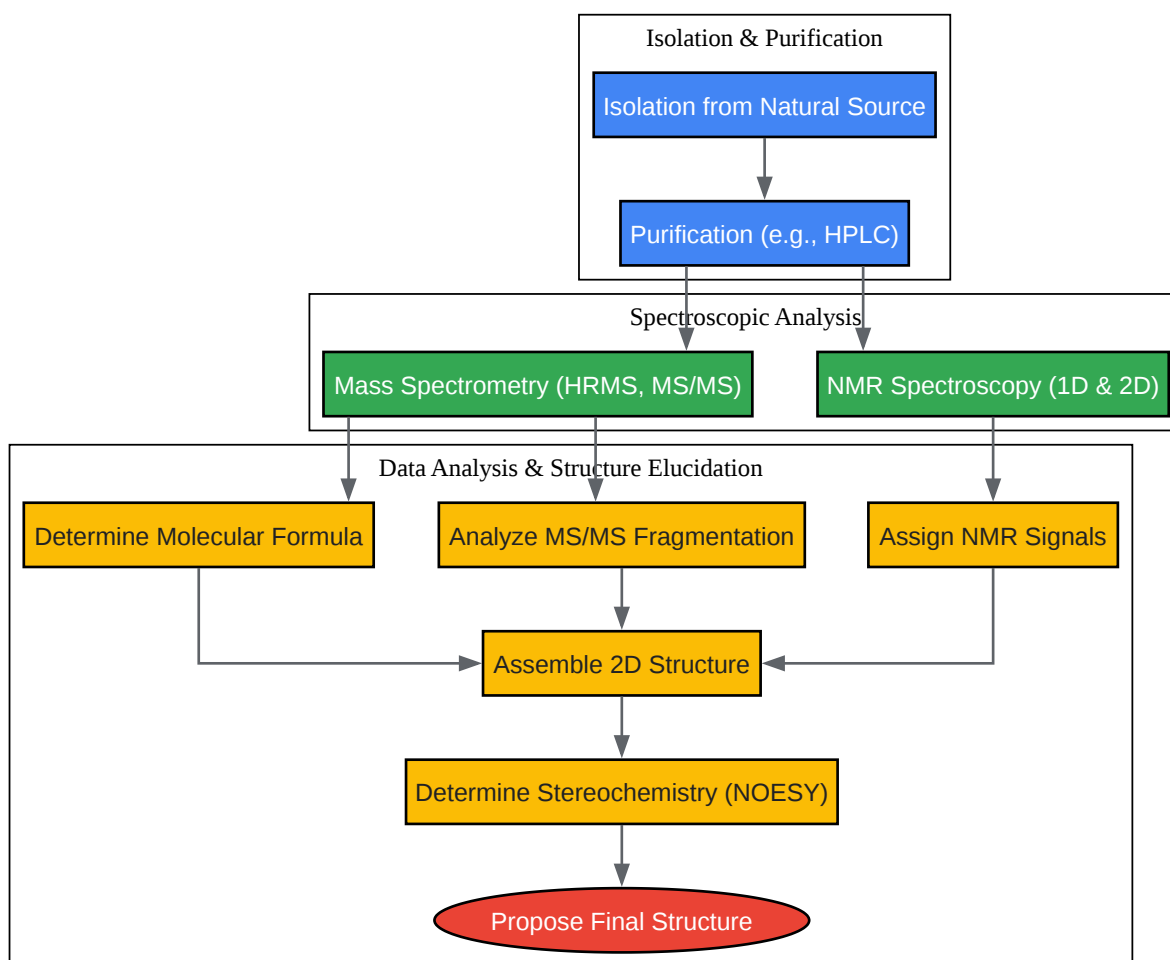 Isolation & Purification
Isolation from Natural Source
Purification (e.g., HPLC)
Spectroscopic Analysis
Mass Spectrometry (HRMS, MS/MS)
NMR Spectroscopy (1D & 2D)
Data Analysis & Structure Elucidation
Determine Molecular Formula
Analyze MS/MS Fragmentation
Assign NMR Signals
Assemble 2D Structure
Determine Stereochemistry (NOESY)
Propose Final Structure